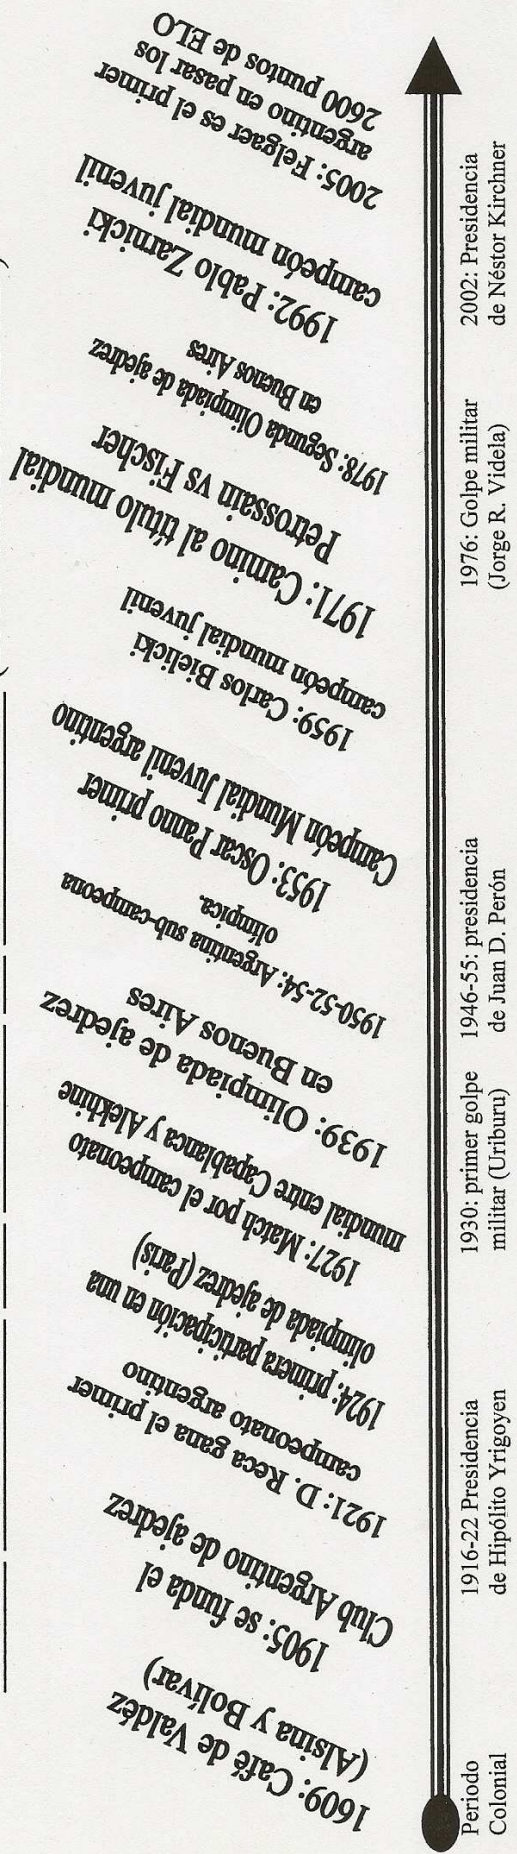 1609: Café de Valdéz
(Alsina y Bolívar)
1905: se funda el
Club Argentino de ajedrez
1921: D. Reca gana el primer
campeonato argentino
1924: primera participación en una
olimpiada de ajedrez (Paris)
1927: Match por el campeonato
mundial entre Capablanca y Alekhine
1939: Olimpiada de ajedrez
en Buenos Aires
1950-52-54: Argentina sub-campeona
olímpica.
1953: Oscar Panno primer
Campeón Mundial Juvenil argentino
1959: Carlos Bielicki
campeón mundial juvenil
1971: Camino al título mundial
Petrossain vs Fischer
1978: Segunda Olimpiada de ajedrez
en Buenos Aires
1992: Pablo Zarnicki
campeón mundial juvenil
2005: Felgaer es el primer
argentino en pasar los
2600 puntos de ELO
Periodo
Colonial
1916-22 Presidencia
de Hipólito Yrigoyen
1930: primer golpe
militar (Uriburu)
1946-55: presidencia
de Juan D. Perón
1976: Golpe militar
(Jorge R. Videla)
2002: Presidencia
de Néstor Kirchner